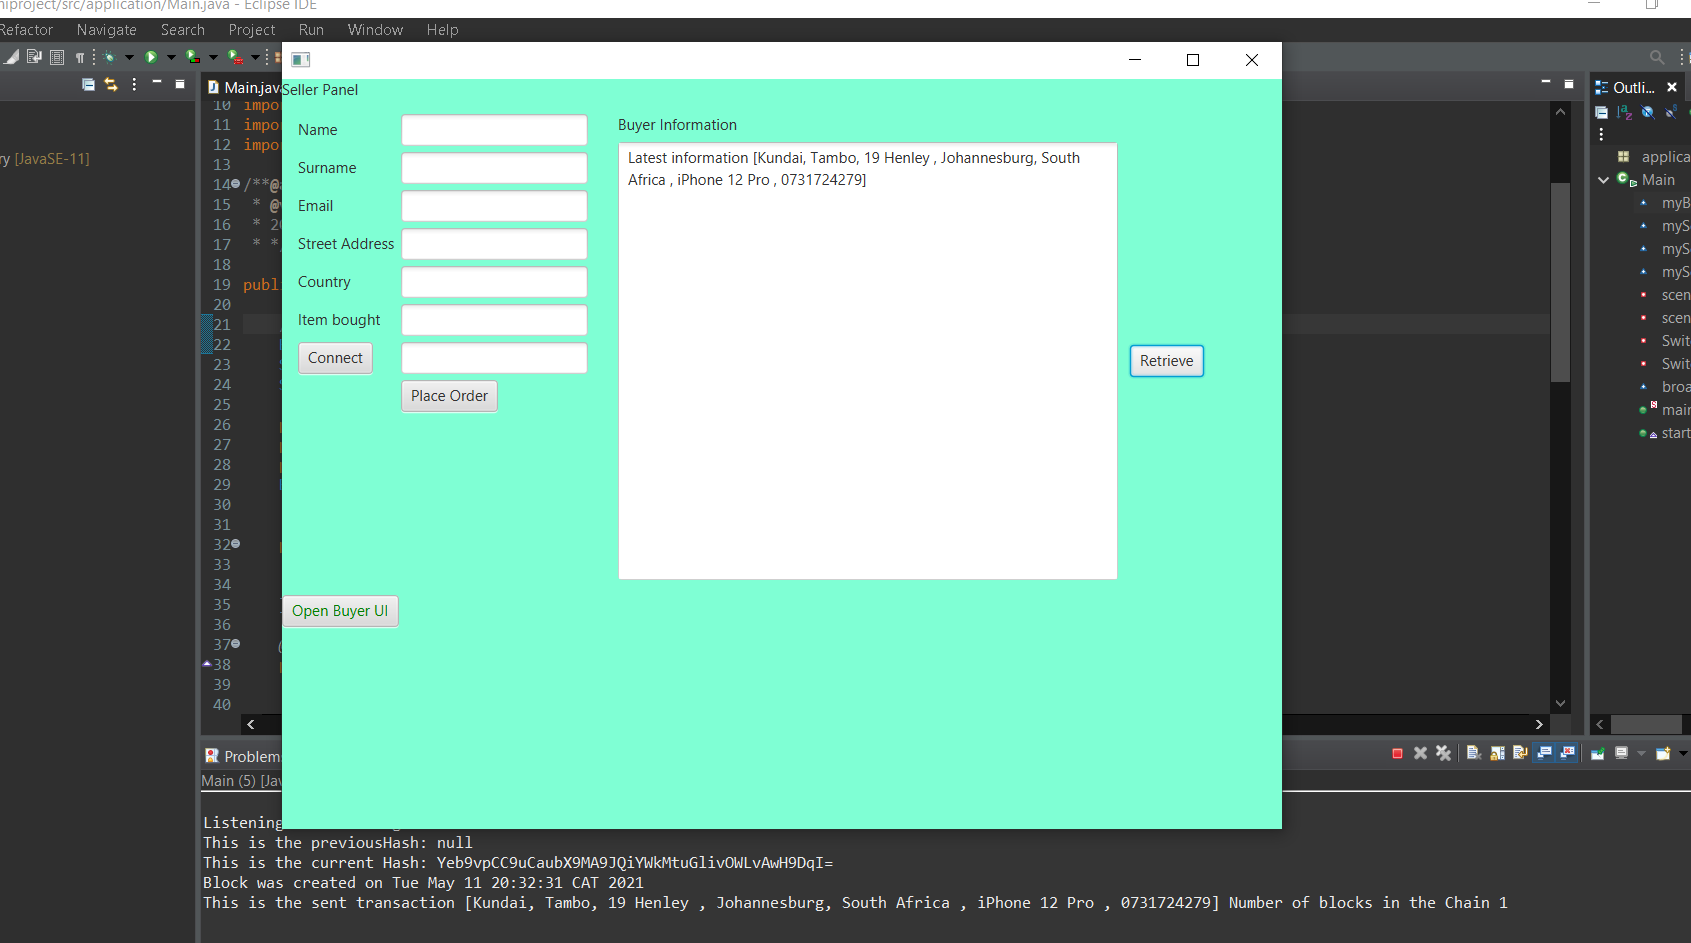 niproject/src/application/Main.java - Eclipse IDE
Refactor Navigate Search Project Run Window Help
Main.java
Outli...
Seller Panel
Name
Surname
Email
Street Address
Country
Item bought
Connect
Place Order
Open Buyer UI
Buyer Information
Latest information [Kundai, Tambo, 19 Henley , Johannesburg, South
Africa , iPhone 12 Pro , 0731724279]
Retrieve
ry [JavaSE-11]
10 impo
11 impo
12 impo
13
14 /**@
15 * @
16 * 20
17 * *
18
19 publ
20
21
22
23
24
25
26
27
28
29
30
31
32
33
34
35
36
37
38
39
40
applica
Main
myB
myS
myS
myS
scen
scen
Swit
Swit
broa
main
start
Problem
Main (5) [Jav
Listening
This is the previousHash: null
This is the current Hash: Yeb9vpCC9uCaubX9MA9JQiYWkMtuGlivOWLvAwH9DqI=
Block was created on Tue May 11 20:32:31 CAT 2021
This is the sent transaction [Kundai, Tambo, 19 Henley , Johannesburg, South Africa , iPhone 12 Pro , 0731724279] Number of blocks in the Chain 1